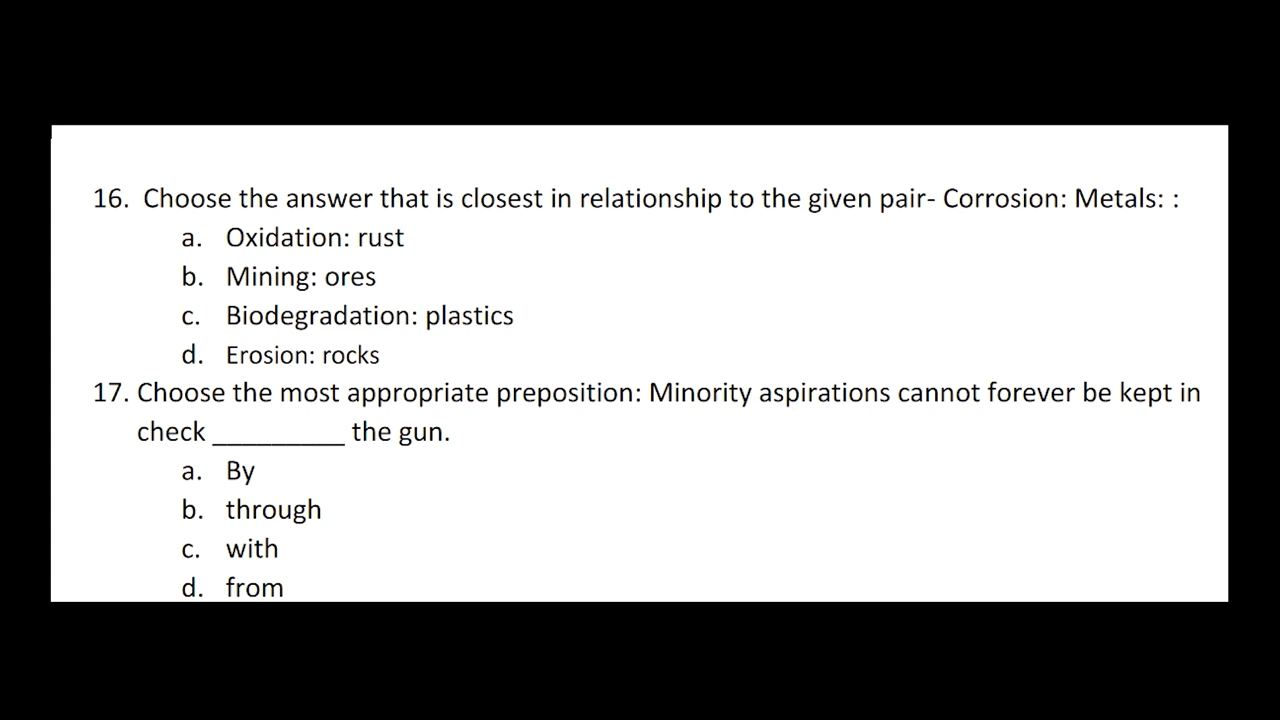 16. Choose the answer that is closest in relationship to the given pair- Corrosion: Metals: :
a. Oxidation: rust
b. Mining: ores
c. Biodegradation: plastics
d. Erosion: rocks
17. Choose the most appropriate preposition: Minority aspirations cannot forever be kept in
check __________ the gun.
a. By
b. through
c. with
d. from